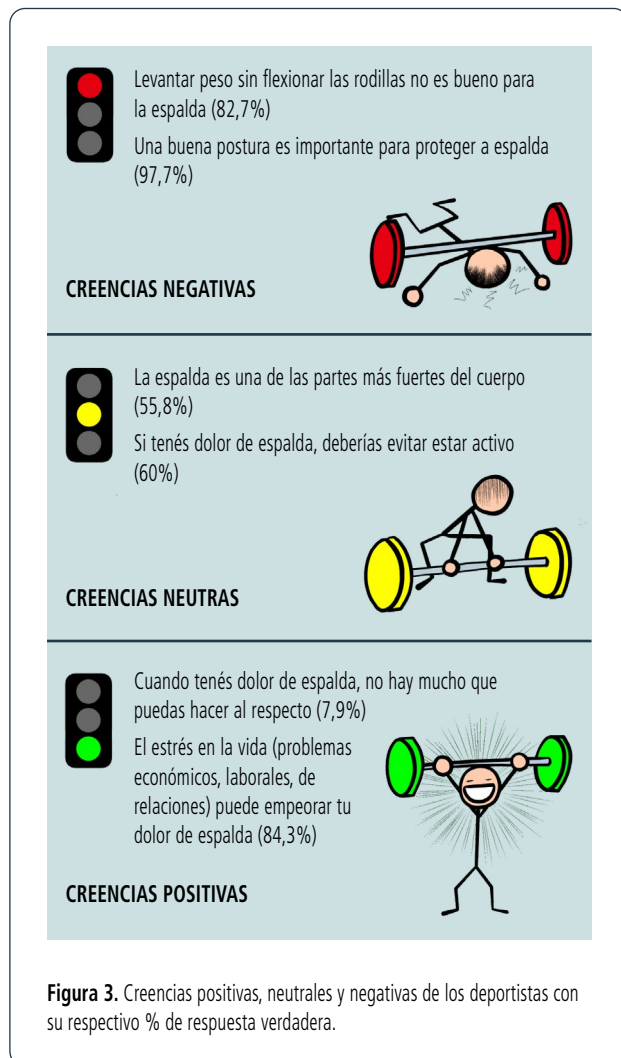 Levantar peso sin flexionar las rodillas no es bueno para
la espalda (82,7%)
Una buena postura es importante para proteger a espalda
(97,7%)
CREENCIAS NEGATIVAS
La espalda es una de las partes más fuertes del cuerpo
(55,8%)
Si tenés dolor de espalda, deberías evitar estar activo
(60%)
CREENCIAS NEUTRAS
Cuando tenés dolor de espalda, no hay mucho que
puedas hacer al respecto (7,9%)
El estrés en la vida (problemas
económicos, laborales, de
relaciones) puede empeorar tu
dolor de espalda (84,3%)
CREENCIAS POSITIVAS
Figura 3. Creencias positivas, neutrales y negativas de los deportistas con
su respectivo % de respuesta verdadera.